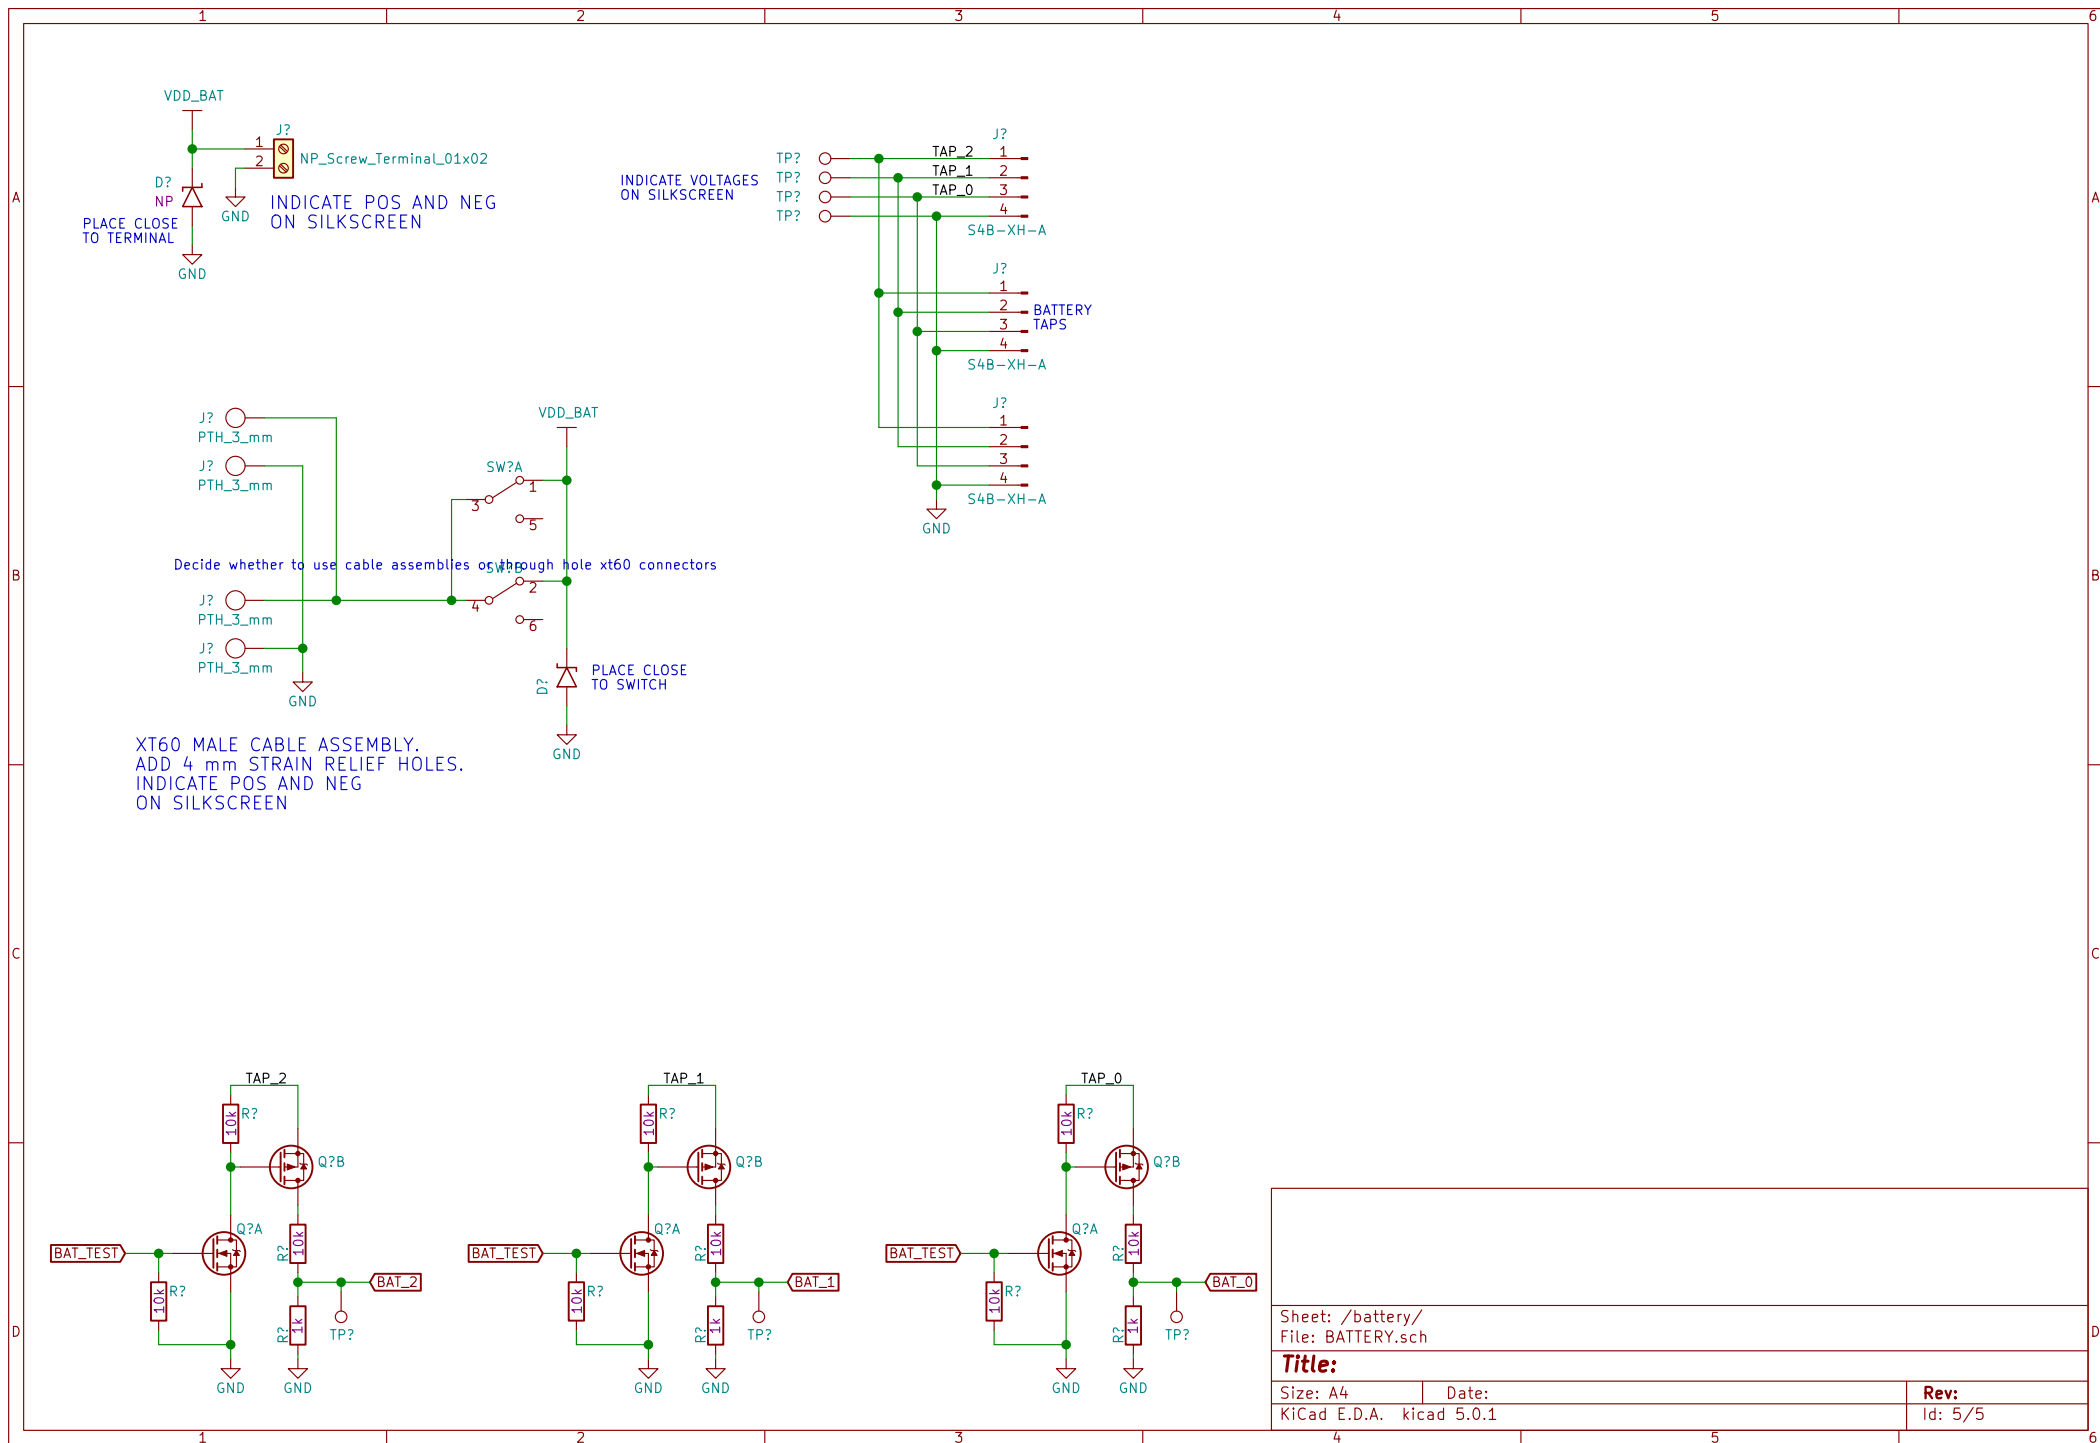 1 2 3 4 5 6
A
B
C
D
VDD_BAT
J?
1
2
NP_Screw_Terminal_01x02
D?
NP
GND
INDICATE POS AND NEG
ON SILKSCREEN
PLACE CLOSE
TO TERMINAL
GND
INDICATE VOLTAGES
ON SILKSCREEN
TP?
TP?
TP?
TP?
TAP_2
TAP_1
TAP_0
J?
1
2
3
4
S4B-XH-A
J?
1
2
3
4
BATTERY
TAPS
S4B-XH-A
J?
1
2
3
4
S4B-XH-A
GND
J?
PTH_3_mm
J?
PTH_3_mm
VDD_BAT
SW?A
1
3
5
Decide whether to use cable assemblies or through hole xt60 connectors
SW?B
2
4
6
J?
PTH_3_mm
J?
PTH_3_mm
GND
D?
PLACE CLOSE
TO SWITCH
GND
XT60 MALE CABLE ASSEMBLY.
ADD 4 mm STRAIN RELIEF HOLES.
INDICATE POS AND NEG
ON SILKSCREEN
TAP_2
10k
R?
Q?B
Q?A
BAT_TEST
10k
R?
R?
10k
BAT_2
R?
1k
TP?
GND
GND
TAP_1
10k
R?
Q?B
Q?A
BAT_TEST
10k
R?
R?
10k
BAT_1
R?
1k
TP?
GND
GND
TAP_0
10k
R?
Q?B
Q?A
BAT_TEST
10k
R?
R?
10k
BAT_0
R?
1k
TP?
GND
GND
Sheet: /battery/
File: BATTERY.sch
Title:
Size: A4
Date:
Rev:
KiCad E.D.A. kicad 5.0.1
Id: 5/5
A
B
C
D
1 2 3 4 5 6